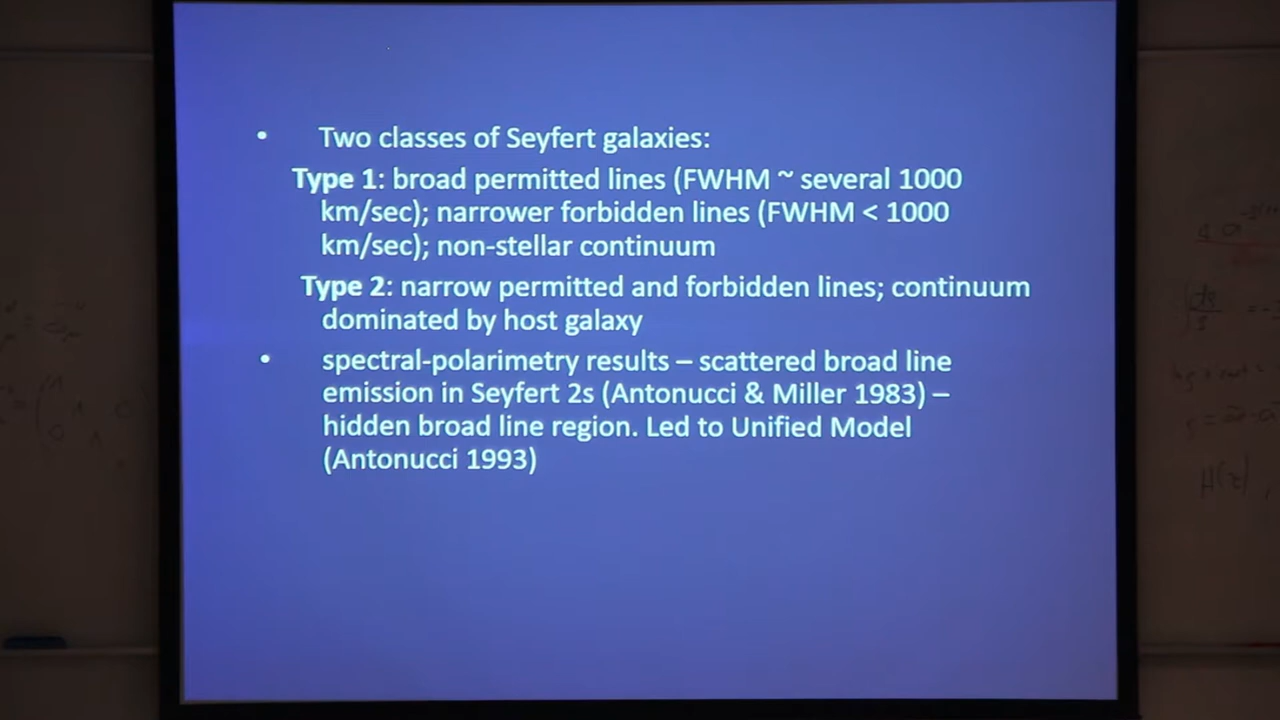 • Two classes of Seyfert galaxies:
Type 1: broad permitted lines (FWHM ~ several 1000
km/sec); narrower forbidden lines (FWHM < 1000
km/sec); non-stellar continuum
Type 2: narrow permitted and forbidden lines; continuum
dominated by host galaxy
• spectral-polarimetry results – scattered broad line
emission in Seyfert 2s (Antonucci & Miller 1983) –
hidden broad line region. Led to Unified Model
(Antonucci 1993)
H(z)